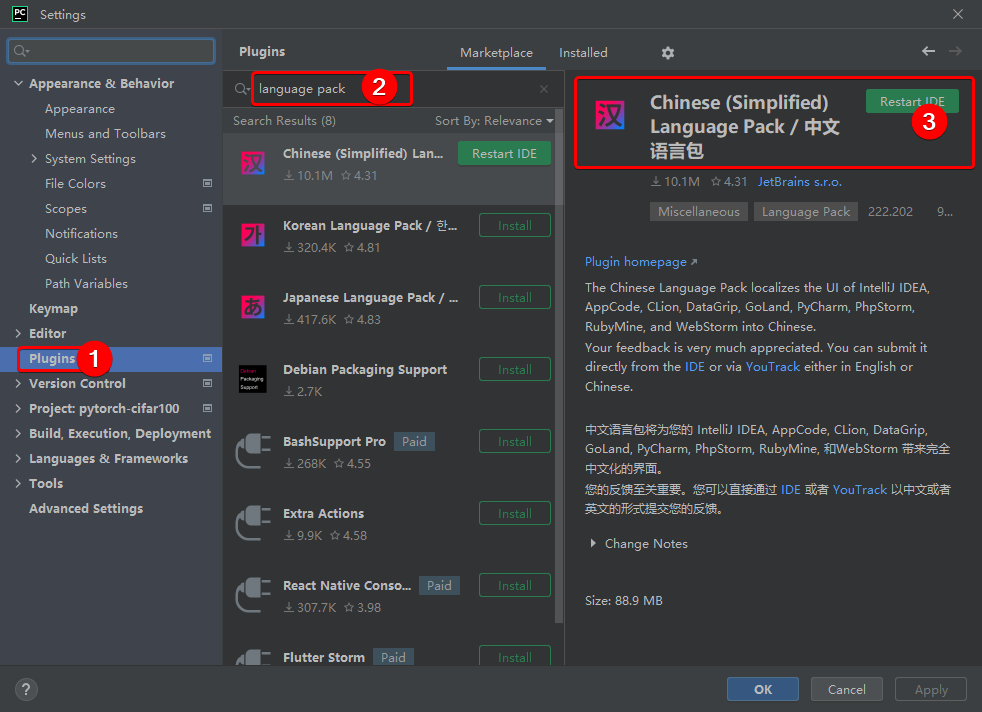 PC
Settings
Appearance & Behavior
Appearance
Menus and Toolbars
System Settings
File Colors
Scopes
Notifications
Quick Lists
Path Variables
Keymap
Editor
Plugins
1
Version Control
Project: pytorch-cifar100
Build, Execution, Deployment
Languages & Frameworks
Tools
Advanced Settings
Plugins
Marketplace
Installed
language pack
2
Search Results (8)
Sort By: Relevance
汉
Chinese (Simplified) Lan...
Restart IDE
10.1M
4.31
가
Korean Language Pack / 한...
Install
320.4K
4.81
あ
Japanese Language Pack / ...
Install
417.6K
4.83
Debian
Packaging
Support
Debian Packaging Support
Install
2.7K
BashSupport Pro
Paid
Install
268K
4.55
Extra Actions
Install
9.9K
4.58
React Native Conso...
Paid
Install
307.7K
3.98
Flutter Storm
Paid
Install
汉
Chinese (Simplified)
Language Pack / 中文
语言包
Restart IDE
3
10.1M
4.31
JetBrains s.r.o.
Miscellaneous
Language Pack
222.202
9...
Plugin homepage
The Chinese Language Pack localizes the UI of IntelliJ IDEA,
AppCode, CLion, DataGrip, GoLand, PyCharm, PhpStorm,
RubyMine, and WebStorm into Chinese.
Your feedback is very much appreciated. You can submit it
directly from the IDE or via YouTrack either in English or
Chinese.
中文语言包将为您的 IntelliJ IDEA, AppCode, CLion, DataGrip,
GoLand, PyCharm, PhpStorm, RubyMine, 和WebStorm 带来完全
中文化的界面。
您的反馈至关重要。您可以直接通过 IDE 或者 YouTrack 以中文或者
英文的形式提交您的反馈。
Change Notes
Size: 88.9 MB
?
OK
Cancel
Apply